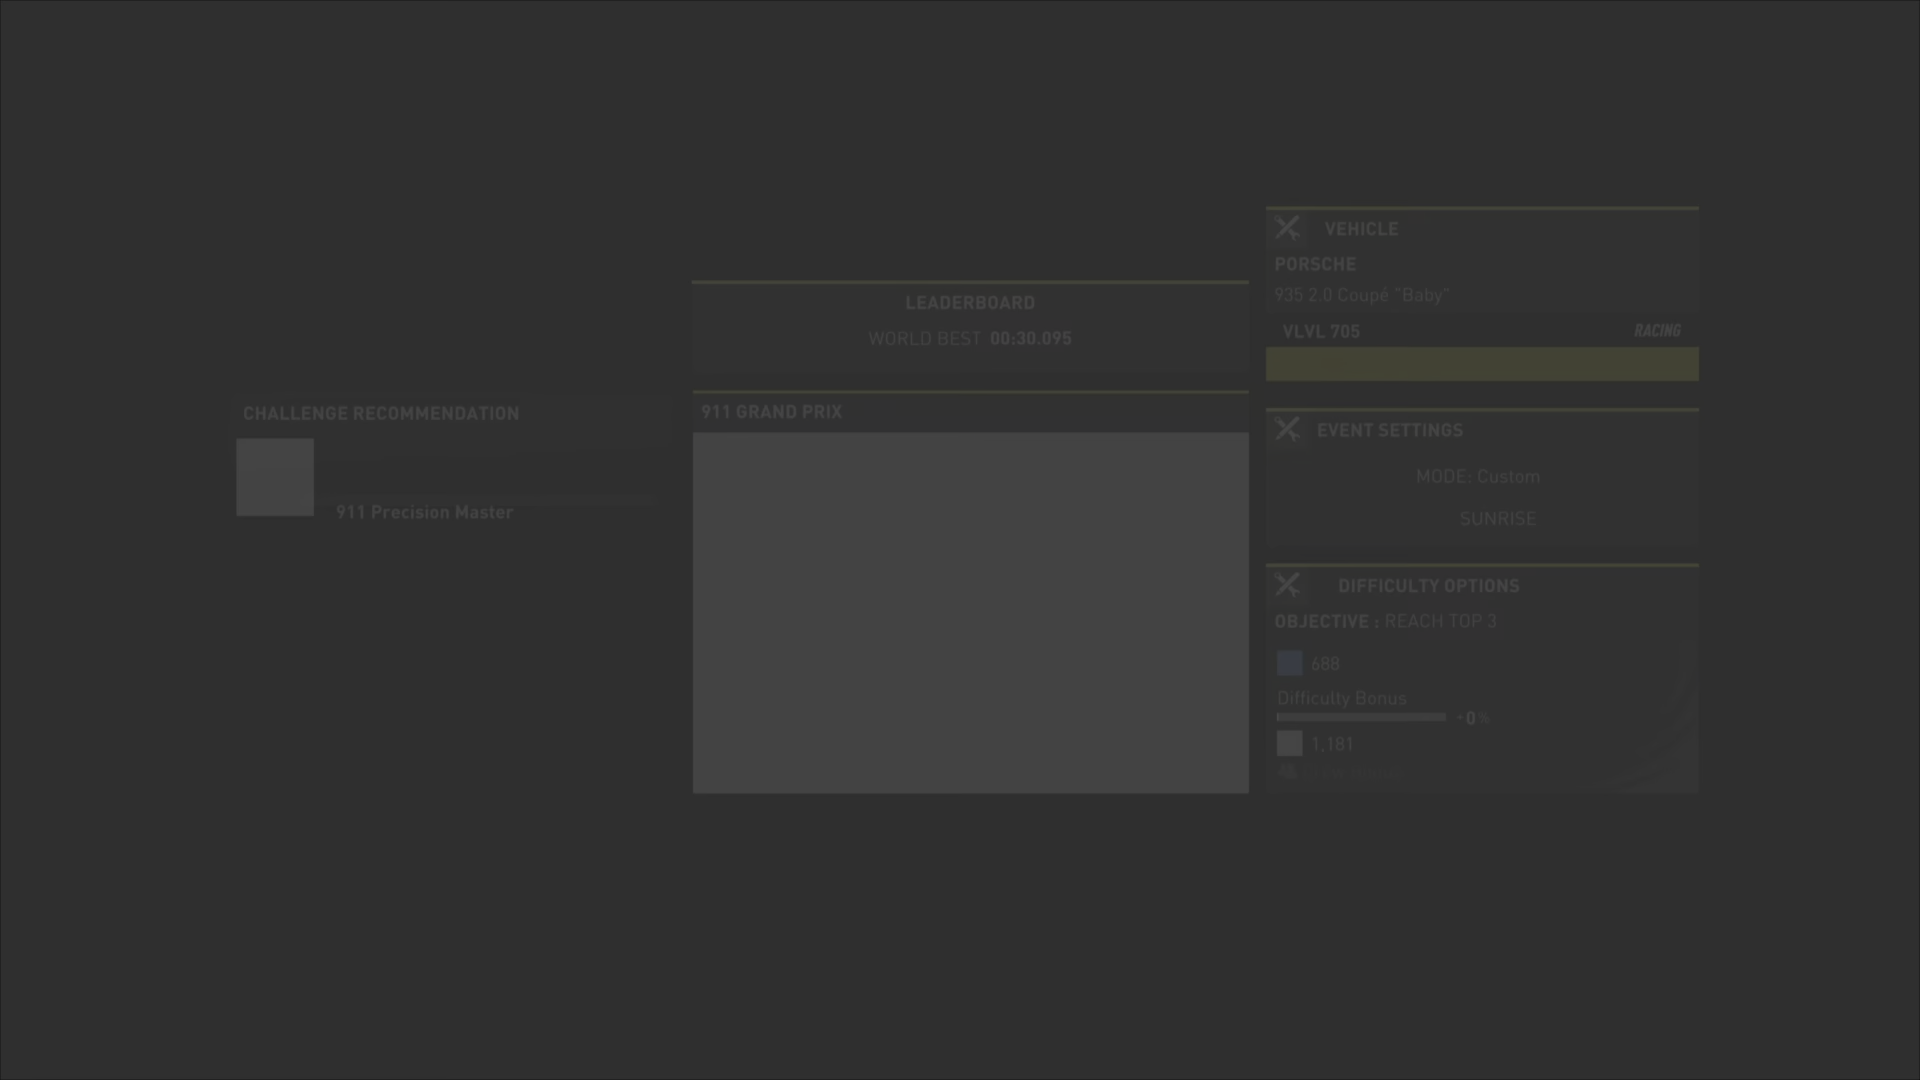 CHALLENGE RECOMMENDATION
911 Precision Master
LEADERBOARD
WORLD BEST 00:30.095
911 GRAND PRIX
VEHICLE
PORSCHE
935 2.0 Coupé "Baby"
VLVL 705
RACING
EVENT SETTINGS
MODE: Custom
SUNRISE
DIFFICULTY OPTIONS
OBJECTIVE : REACH TOP 3
688
Difficulty Bonus
+0%
1,181